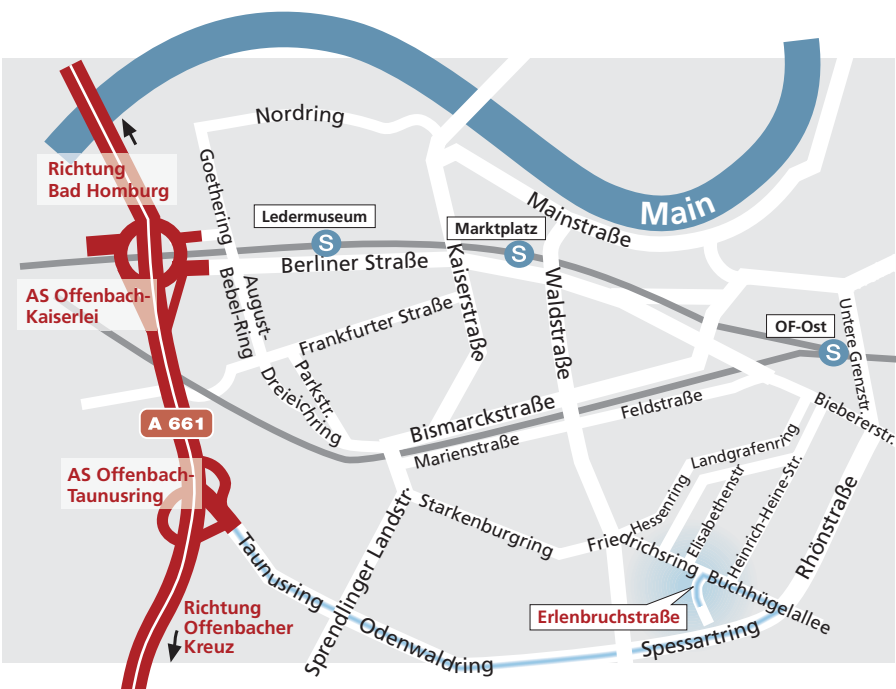 Nordring
Richtung
Bad Homburg
Goethering
Ledermuseum
S
Marktplatz
S
Mainstraße
Main
Berliner Straße
Kaiserstraße
Waldstraße
AS Offenbach-
Kaiserlei
August-
Bebel-Ring
OF-Ost
S
Untere Grenzstr.
Frankfurter Straße
Parkstr.
Dreieichring
A 661
Bismarckstraße
Marienstraße
Feldstraße
Biebererstr.
AS Offenbach-
Taunusring
Landgrafenring
Hessenring
Elisabethenstr
Heinrich-Heine-Str.
Rhönstraße
Starkenburgring
Friedrichsring
Sprendlinger Landstr.
Taunusring
Buchhügelallee
Erlenbruchstraße
Richtung
Offenbacher
Kreuz
Odenwaldring
Spessartring